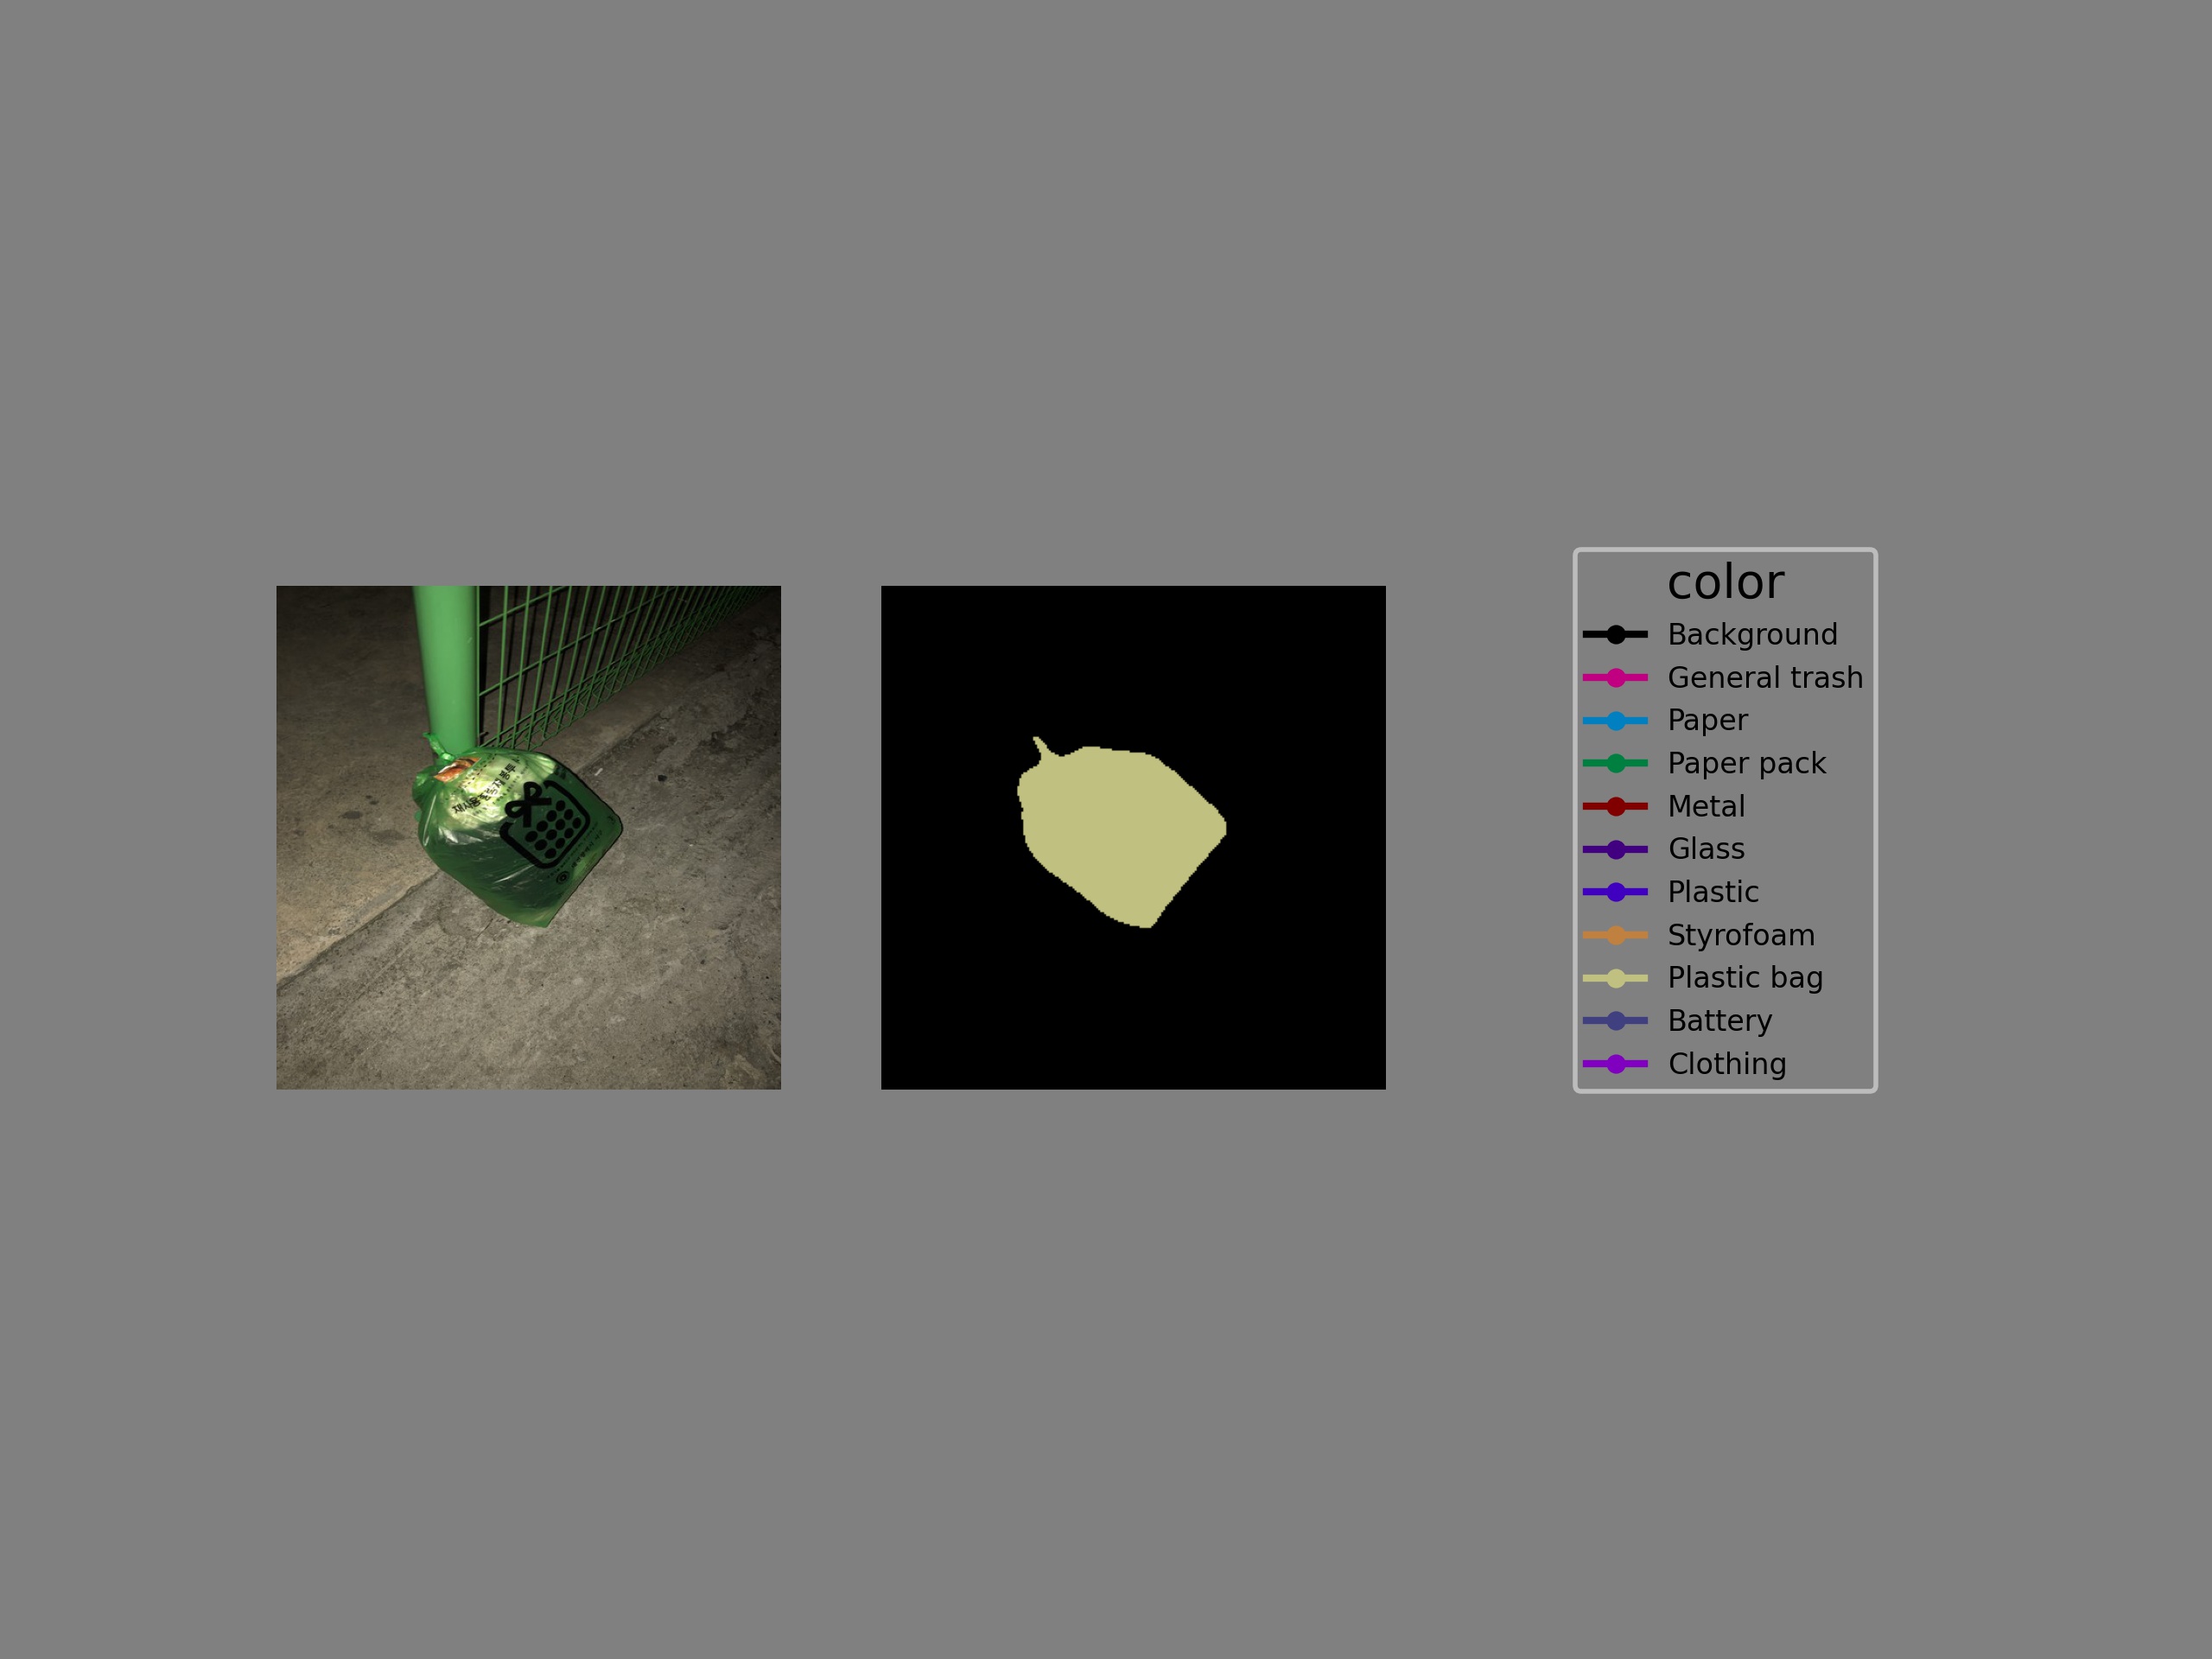 color
Background
General trash
Paper
Paper pack
Metal
Glass
Plastic
Styrofoam
Plastic bag
Battery
Clothing